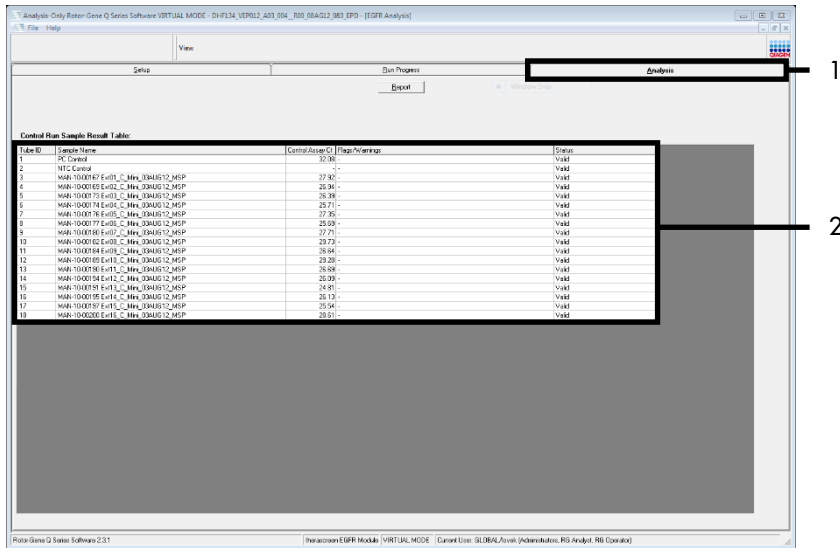 Analysis-Only Rotor-Gene Q Series Software VIRTUAL MODE - DHF134_VEP012_A03_004__R00_08AG12_083_EPD - [EGFR Analysis]
File Help
View
QIAGEN
Setup Run Progress Analysis
1
Report Window Snip
Control Run Sample Result Table:
Tube ID Sample Name Control Assay Ct Flags/Warnings Status
1 PC Control 32.08 - Valid
2 NTC Control - - Valid
3 MAN-10-00167 Ext01_C_Mini_03AUG12_MSP 27.92 - Valid
4 MAN-10-00169 Ext02_C_Mini_03AUG12_MSP 26.94 - Valid
5 MAN-10-00173 Ext03_C_Mini_03AUG12_MSP 26.39 - Valid
6 MAN-10-00174 Ext04_C_Mini_03AUG12_MSP 25.71 - Valid
7 MAN-10-00176 Ext05_C_Mini_03AUG12_MSP 27.35 - Valid
8 MAN-10-00177 Ext06_C_Mini_03AUG12_MSP 25.69 - Valid
2
9 MAN-10-00180 Ext07_C_Mini_03AUG12_MSP 27.71 - Valid
10 MAN-10-00182 Ext08_C_Mini_03AUG12_MSP 29.73 - Valid
11 MAN-10-00184 Ext09_C_Mini_03AUG12_MSP 26.64 - Valid
12 MAN-10-00189 Ext10_C_Mini_03AUG12_MSP 29.28 - Valid
13 MAN-10-00190 Ext11_C_Mini_03AUG12_MSP 26.69 - Valid
14 MAN-10-00194 Ext12_C_Mini_03AUG12_MSP 26.09 - Valid
15 MAN-10-00191 Ext13_C_Mini_03AUG12_MSP 24.81 - Valid
16 MAN-10-00195 Ext14_C_Mini_03AUG12_MSP 26.13 - Valid
17 MAN-10-00197 Ext15_C_Mini_03AUG12_MSP 25.54 - Valid
18 MAN-10-00200 Ext16_C_Mini_03AUG12_MSP 28.61 - Valid
Rotor-Gene Q Series Software 2.3.1 therascreen EGFR Module VIRTUAL MODE Current User: GLOBAL/lovsik (Administrators, RG Analyst, RG Operator)